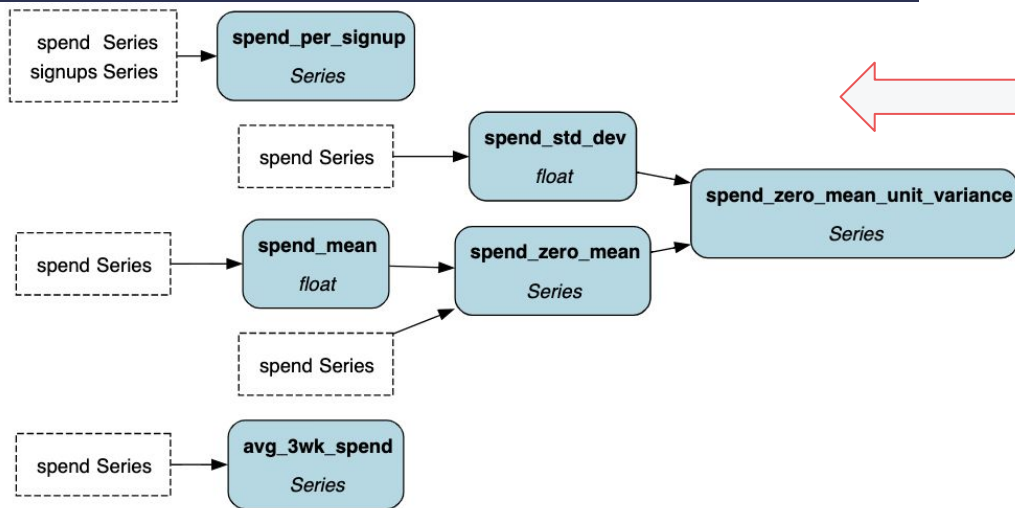 spend Series
signups Series
spend_per_signup
Series
spend Series
spend_std_dev
float
spend_zero_mean_unit_variance
Series
spend Series
spend_mean
float
spend_zero_mean
Series
spend Series
spend Series
avg_3wk_spend
Series